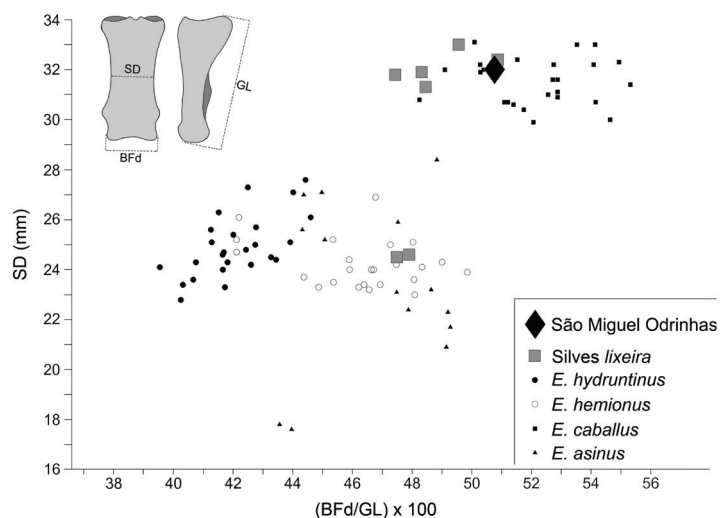 34
32
30
28
26
24
22
20
18
16
SD (mm)
SD
GL
BFd
São Miguel Odrinhas
Silves lixeira
E. hydruntinus
E. hemionus
E. caballus
E. asinus
38 40 42 44 46 48 50 52 54 56
(BFd/GL) x 100